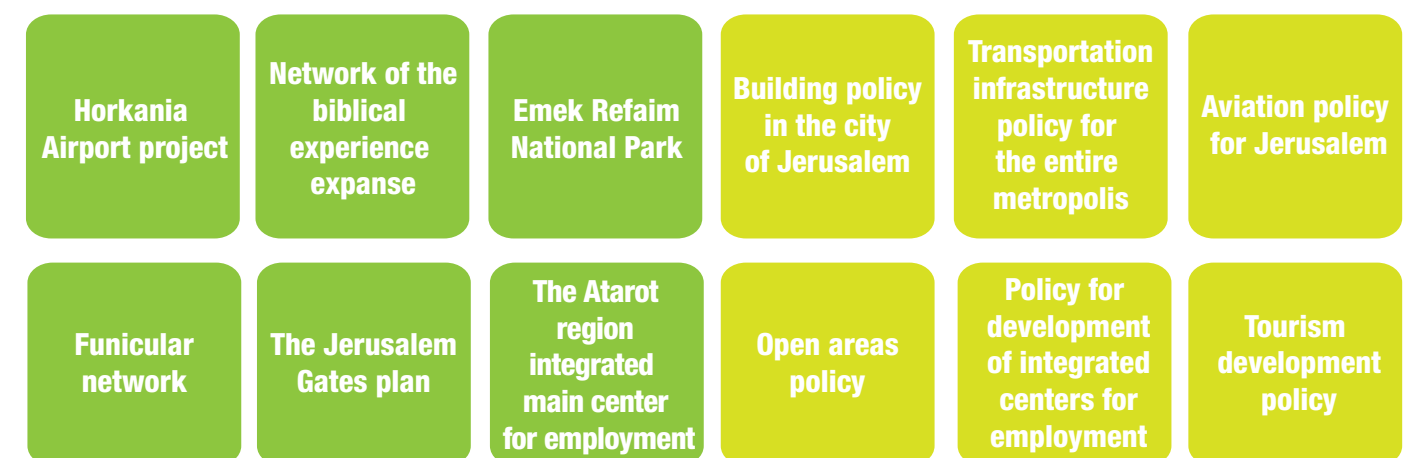 Horkania
Airport project
Network of the
biblical
experience
expanse
Emek Refaim
National Park
Building policy
in the city
of Jerusalem
Transportation
infrastructure
policy for
the entire
metropolis
Aviation policy
for Jerusalem
Funicular
network
The Jerusalem
Gates plan
The Atarot
region
integrated
main center
for employment
Open areas
policy
Policy for
development
of integrated
centers for
employment
Tourism
development
policy